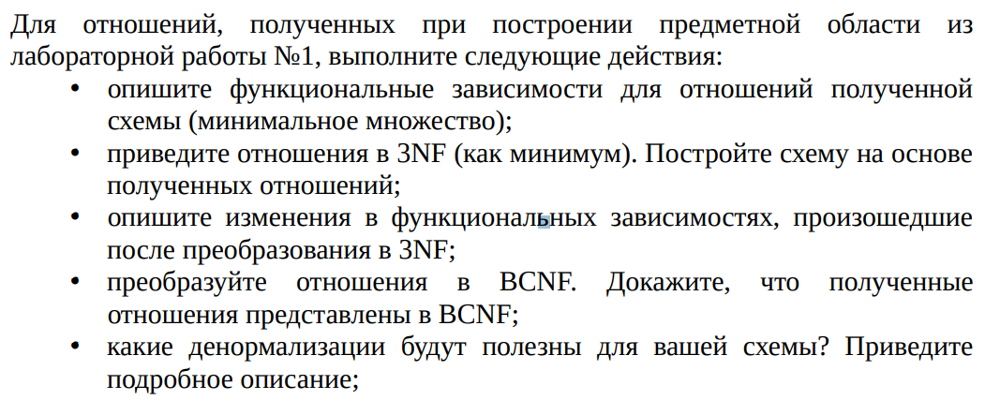 Для отношений, полученных при построении предметной области из
лабораторной работы №1, выполните следующие действия:
• опишите функциональные зависимости для отношений полученной
схемы (минимальное множество);
• приведите отношения в 3NF (как минимум). Постройте схему на основе
полученных отношений;
• опишите изменения в функциональных зависимостях, произошедшие
после преобразования в 3NF;
• преобразуйте отношения в BCNF. Докажите, что полученные
отношения представлены в BCNF;
• какие денормализации будут полезны для вашей схемы? Приведите
подробное описание;